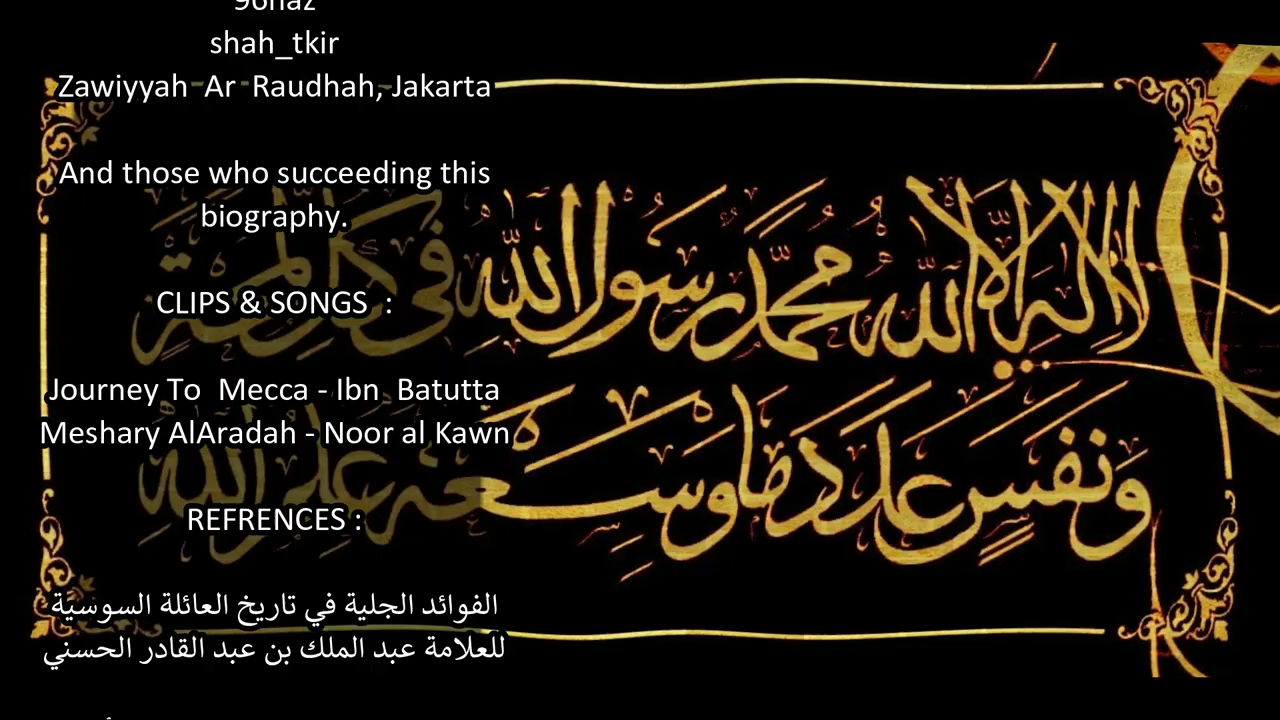 96naz
shah_tkir
Zawiyyah Ar Raudhah, Jakarta
And those who succeeding this
biography.
CLIPS & SONGS :
Journey To Mecca - Ibn Batutta
Meshary AlAradah - Noor al Kawn
REFRENCES :
الفوائد الجلية في تاريخ العائلة السوسيّة
للعلامة عبد الملك بن عبد القادر الحسني
لا إله إلا الله محمد رسول الله في كل لمحة
ونفس عدد ما وسعه علم الله